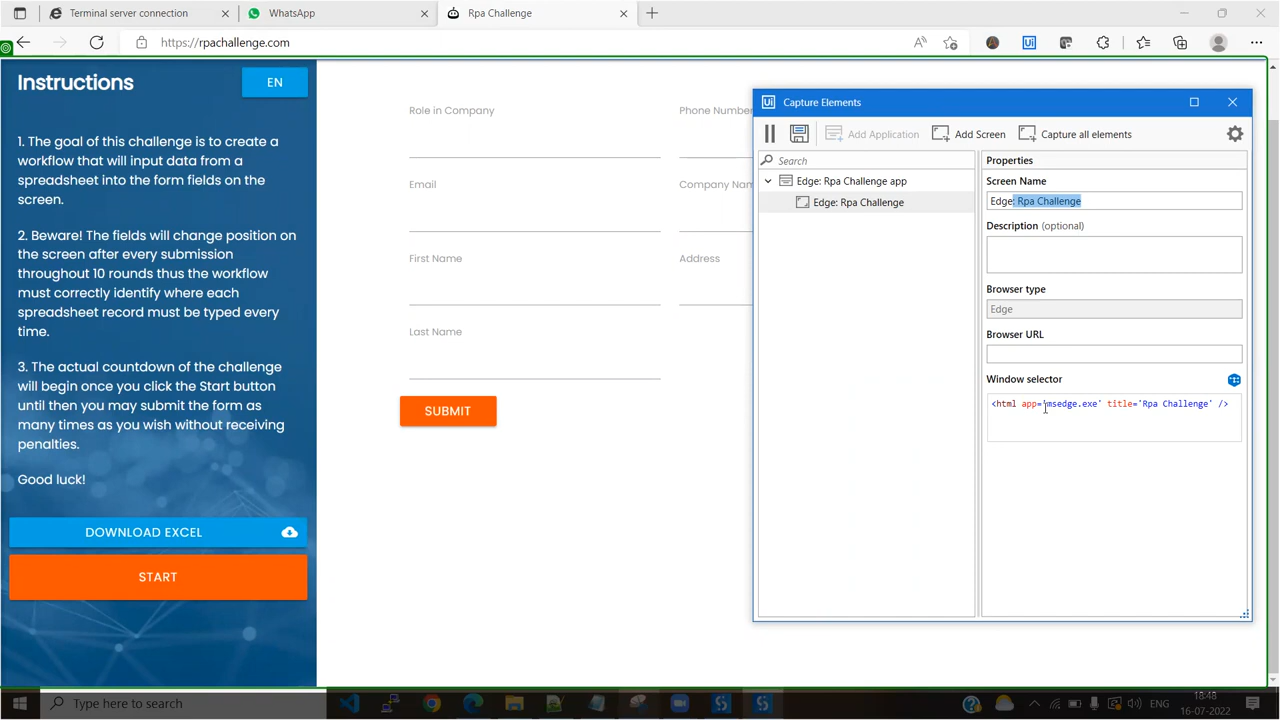 Terminal server connection
WhatsApp
Rpa Challenge
https://rpachallenge.com
Instructions
EN
1. The goal of this challenge is to create a
workflow that will input data from a
spreadsheet into the form fields on the
screen.
2. Beware! The fields will change position on
the screen after every submission
throughout 10 rounds thus the workflow
must correctly identify where each
spreadsheet record must be typed every
time.
3. The actual countdown of the challenge
will begin once you click the Start button
until then you may submit the form as
many times as you wish without receiving
penalties.
Good luck!
DOWNLOAD EXCEL
START
Role in Company
Phone Number
Email
Company Nam
First Name
Address
Last Name
SUBMIT
Ui
Capture Elements
Add Application
Add Screen
Capture all elements
Search
Edge: Rpa Challenge app
Edge: Rpa Challenge
Properties
Screen Name
Edge: Rpa Challenge
Description (optional)
Browser type
Edge
Browser URL
Window selector
<html app='msedge.exe' title='Rpa Challenge' />
Type here to search
ENG
18:48
16-07-2022